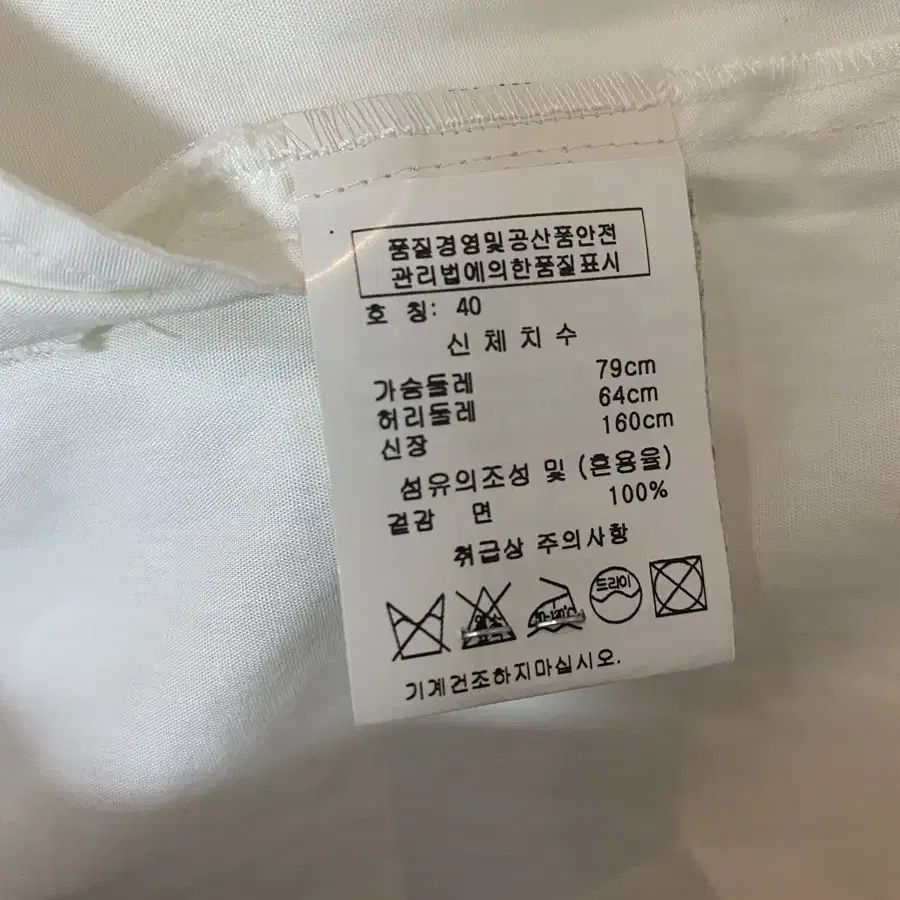 품질경영및공산품안전
관리법에의한품질표시
호 칭: 40
신 체 치 수
가슴둘레 79cm
허리둘레 64cm
신장 160cm
섬유의조성 및 (혼용율)
겉감 면 100%
취급상 주의사항
드라이
기계건조하지마십시오.